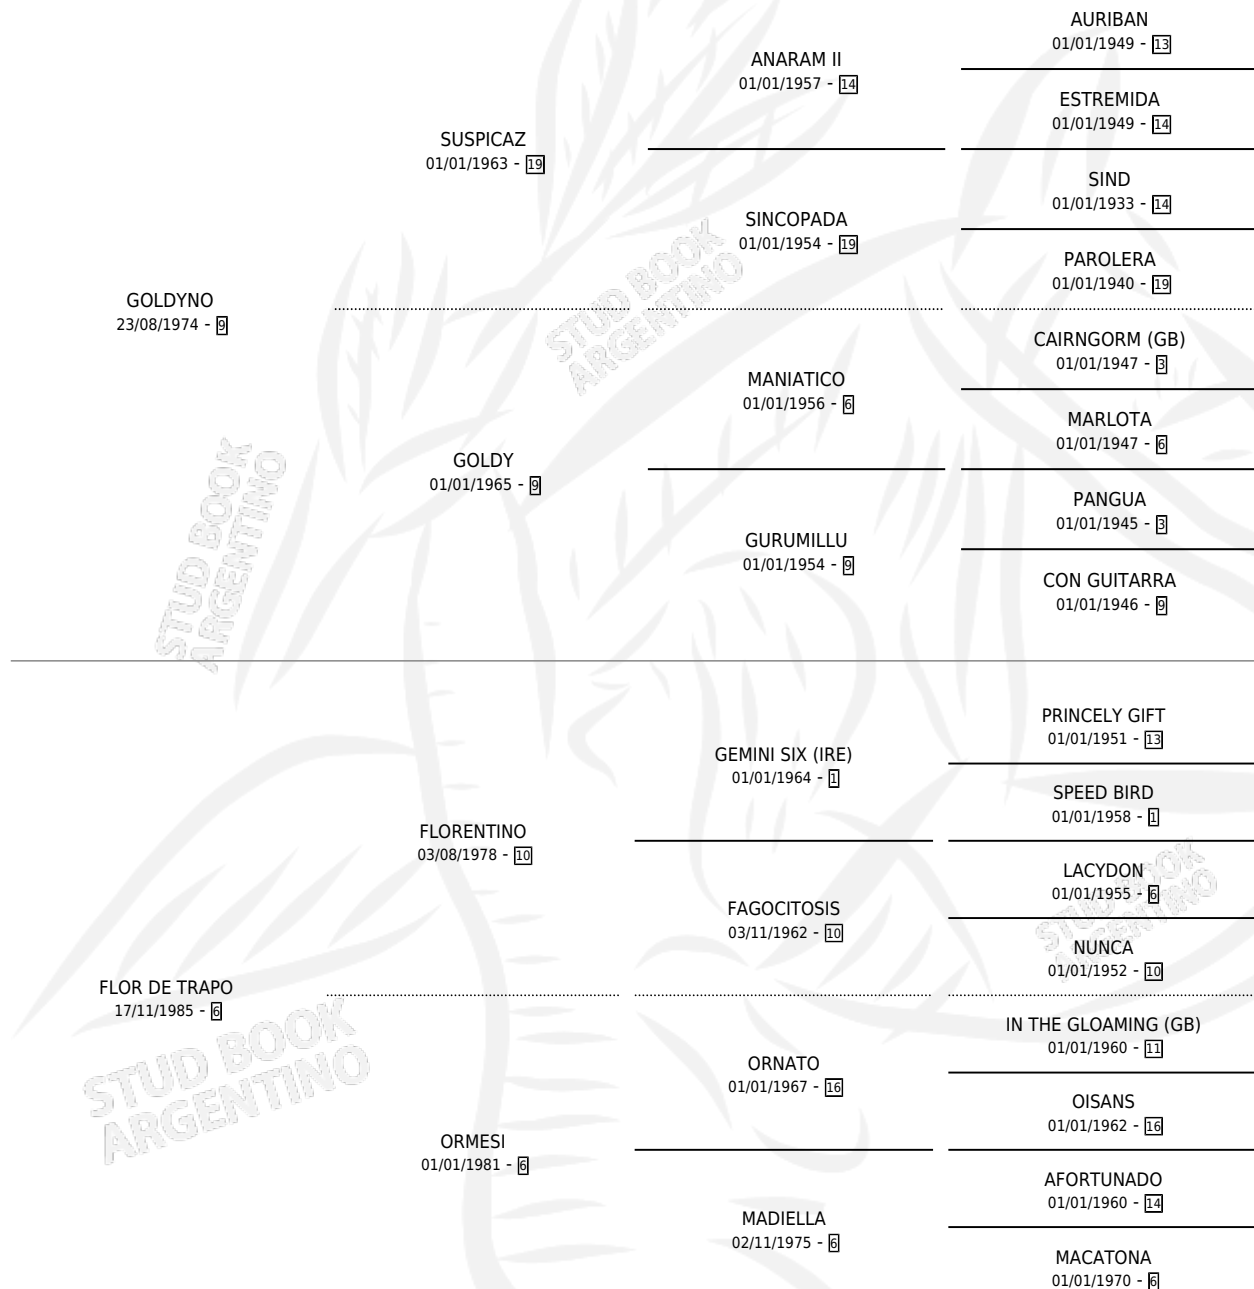 AURIBAN
01/01/1949 - 13
ANARAM II
01/01/1957 - 14
ESTREMIDA
01/01/1949 - 14
SUSPICAZ
01/01/1963 - 19
SIND
01/01/1933 - 14
SINCOPADA
01/01/1954 - 19
PAROLERA
01/01/1940 - 19
GOLDYNO
23/08/1974 - 9
CAIRNGORM (GB)
01/01/1947 - 3
MANIATICO
01/01/1956 - 6
MARLOTA
01/01/1947 - 6
GOLDY
01/01/1965 - 9
PANGUA
01/01/1945 - 3
GURUMILLU
01/01/1954 - 9
CON GUITARRA
01/01/1946 - 9
PRINCELY GIFT
01/01/1951 - 13
GEMINI SIX (IRE)
01/01/1964 - 1
SPEED BIRD
01/01/1958 - 1
FLORENTINO
03/08/1978 - 10
LACYDON
01/01/1955 - 6
FAGOCITOSIS
03/11/1962 - 10
NUNCA
01/01/1952 - 10
FLOR DE TRAPO
17/11/1985 - 6
IN THE GLOAMING (GB)
01/01/1960 - 11
ORNATO
01/01/1967 - 16
OISANS
01/01/1962 - 16
ORMESI
01/01/1981 - 6
AFORTUNADO
01/01/1960 - 14
MADIELLA
02/11/1975 - 6
MACATONA
01/01/1970 - 6
STUD BOOK
ARGENTINO
STUD BOOK
ARGENTINO
STUD BOOK
ARGENTINO
STUD BOOK
ARGENTINO